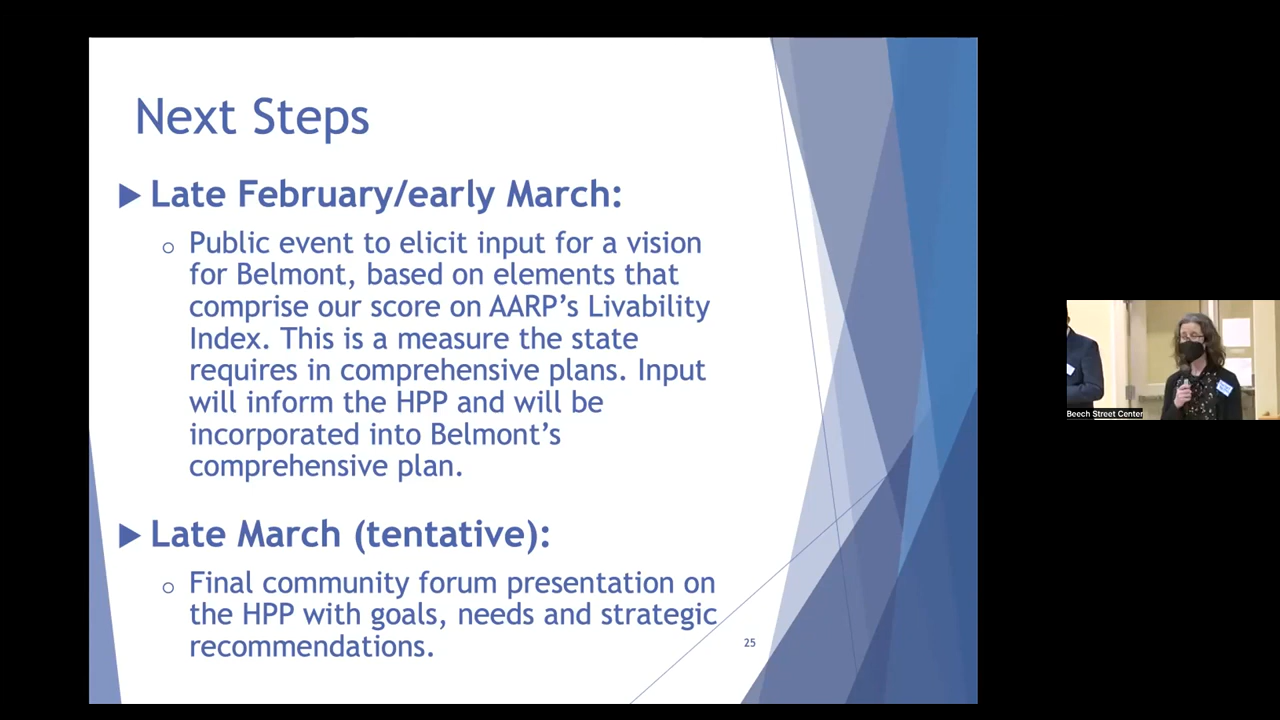 Next Steps
Late February/early March:
Public event to elicit input for a vision
for Belmont, based on elements that
comprise our score on AARP’s Livability
Index. This is a measure the state
requires in comprehensive plans. Input
will inform the HPP and will be
incorporated into Belmont’s
comprehensive plan.
Late March (tentative):
Final community forum presentation on
the HPP with goals, needs and strategic
recommendations.
25
Beech Street Center